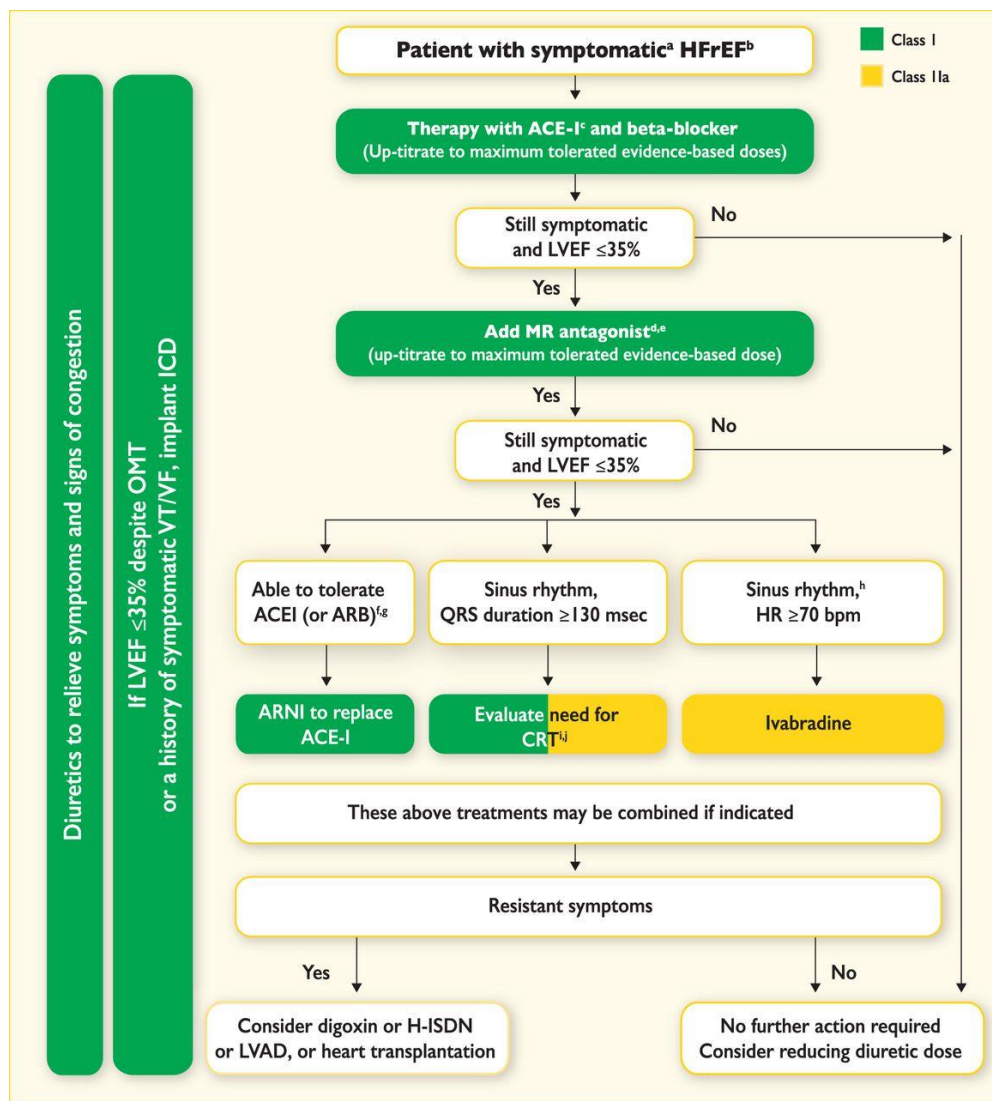 Patient with symptomaticᵃ HFrEFᵇ
Class I
Class IIa
Therapy with ACE-Iᶜ and beta-blocker
(Up-titrate to maximum tolerated evidence-based doses)
Still symptomatic
and LVEF ≤35%
No
Yes
Add MR antagonistᵈ,ᵉ
(up-titrate to maximum tolerated evidence-based dose)
Yes
Still symptomatic
and LVEF ≤35%
No
Yes
Able to tolerate
ACEI (or ARB)ᶠ,ᵍ
Sinus rhythm,
QRS duration ≥130 msec
Sinus rhythm,ʰ
HR ≥70 bpm
ARNI to replace
ACE-I
Evaluate need for
CRTⁱ,ʲ
Ivabradine
These above treatments may be combined if indicated
Resistant symptoms
Yes
No
Consider digoxin or H-ISDN
or LVAD, or heart transplantation
No further action required
Consider reducing diuretic dose
Diuretics to relieve symptoms and signs of congestion
If LVEF ≤35% despite OMT
or a history of symptomatic VT/VF, implant ICD